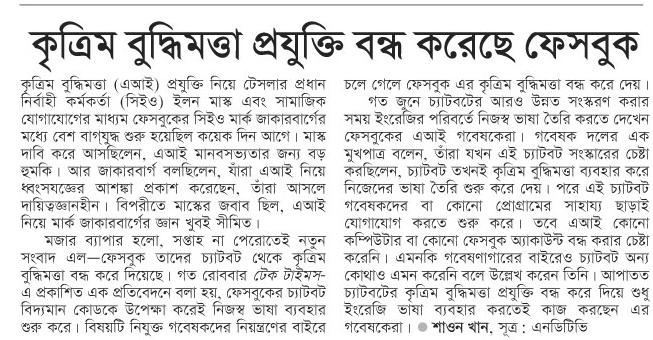 কৃত্রিম বুদ্ধিমত্তা প্রযুক্তি বন্ধ করেছে ফেসবুক
কৃত্রিম বুদ্ধিমত্তা (এআই) প্রযুক্তি নিয়ে টেসলার প্রধান
নির্বাহী কর্মকর্তা (সিইও) ইলন মাস্ক এবং সামাজিক
যোগাযোগের মাধ্যম ফেসবুকের সিইও মার্ক জাকারবার্গের
মধ্যে বেশ বাগ্‌যুদ্ধ শুরু হয়েছিল কয়েক দিন আগে। মাস্ক
দাবি করে আসছিলেন, এআই মানবসভ্যতার জন্য বড়
হুমকি। আর জাকারবার্গ বলছিলেন, যাঁরা এআই নিয়ে
ধ্বংসযজ্ঞের আশঙ্কা প্রকাশ করেছেন, তাঁরা আসলে
দায়িত্বজ্ঞানহীন। বিপরীতে মাস্কের জবাব ছিল, এআই
নিয়ে মার্ক জাকারবার্গের জ্ঞান খুবই সীমিত।
মজার ব্যাপার হলো, সপ্তাহ না পেরোতেই নতুন
সংবাদ এল—ফেসবুক তাদের চ্যাটবট থেকে কৃত্রিম
বুদ্ধিমত্তা বন্ধ করে দিয়েছে। গত রোববার টেক টাইমস-
এ প্রকাশিত এক প্রতিবেদনে বলা হয়, ফেসবুকের চ্যাটবট
বিদ্যমান কোডকে উপেক্ষা করেই নিজস্ব ভাষা ব্যবহার
শুরু করে। বিষয়টি নিযুক্ত গবেষকদের নিয়ন্ত্রণের বাইরে
চলে গেলে ফেসবুক এর কৃত্রিম বুদ্ধিমত্তা বন্ধ করে দেয়।
গত জুনে চ্যাটবটের আরও উন্নত সংস্করণ করার
সময় ইংরেজির পরিবর্তে নিজস্ব ভাষা তৈরি করতে দেখেন
ফেসবুকের এআই গবেষকেরা। গবেষক দলের এক
মুখপাত্র বলেন, তাঁরা যখন এই চ্যাটবট সংস্কারের চেষ্টা
করছিলেন, চ্যাটবট তখনই কৃত্রিম বুদ্ধিমত্তা ব্যবহার করে
নিজেদের ভাষা তৈরি শুরু করে দেয়। পরে এই চ্যাটবট
গবেষকদের বা কোনো প্রোগ্রামের সাহায্য ছাড়াই
যোগাযোগ করতে শুরু করে। তবে এআই কোনো
কম্পিউটার বা কোনো ফেসবুক অ্যাকাউন্ট বন্ধ করার চেষ্টা
করেনি। এমনকি গবেষণাগারের বাইরেও চ্যাটবট অন্য
কোথাও এমন করেনি বলে উল্লেখ করেন তিনি। আপাতত
চ্যাটবটের কৃত্রিম বুদ্ধিমত্তা প্রযুক্তি বন্ধ করে দিয়ে শুধু
ইংরেজি ভাষা ব্যবহার করতেই কাজ করছেন এর
গবেষকেরা। ● শাওন খান, সূত্র : এনডিটিভি